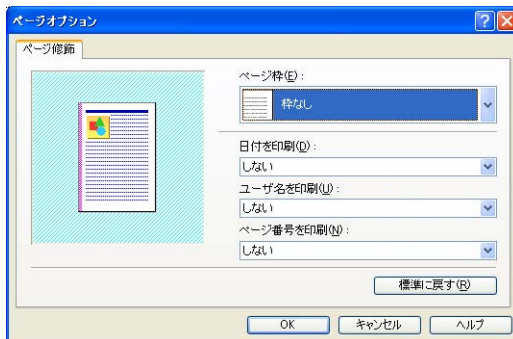 ページオプション
ページ修飾
ページ枠(E):
枠なし
日付を印刷(D):
しない
ユーザ名を印刷(U):
しない
ページ番号を印刷(N):
しない
標準に戻す(R)
OK キャンセル ヘルプ